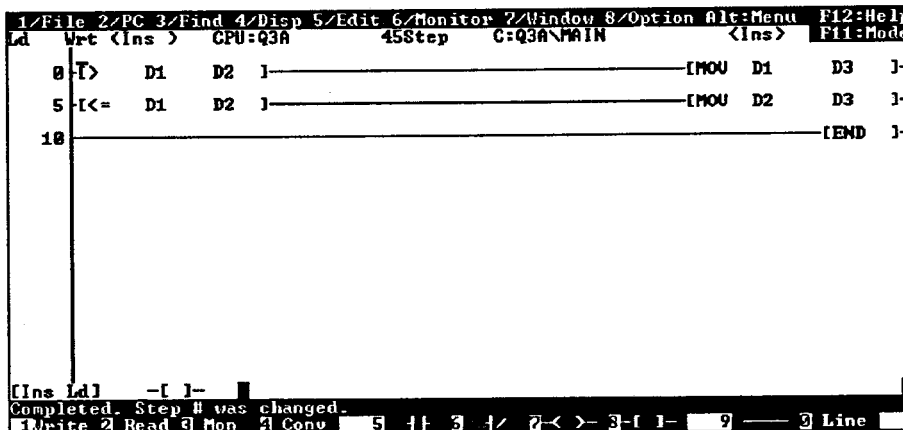 1/File 2/PC 3/Find 4/Disp 5/Edit 6/Monitor 7/Window 8/Option Alt:Menu F12:Help
Ld Wrt <Ins > CPU:Q3A 45Step C:Q3A\MAIN <Ins> F11:Mode
0 [> D1 D2 ] [MOV D1 D3 ]
5 [<= D1 D2 ] [MOV D2 D3 ]
10 [END ]
[Ins Ld] -[ ]-
Completed. Step # was changed.
1Write 2 Read 3 Mon 4 Conv 5 ┤├ 6 ┤/ 7-< >- 8-[ ]- 9 ─── 0 Line